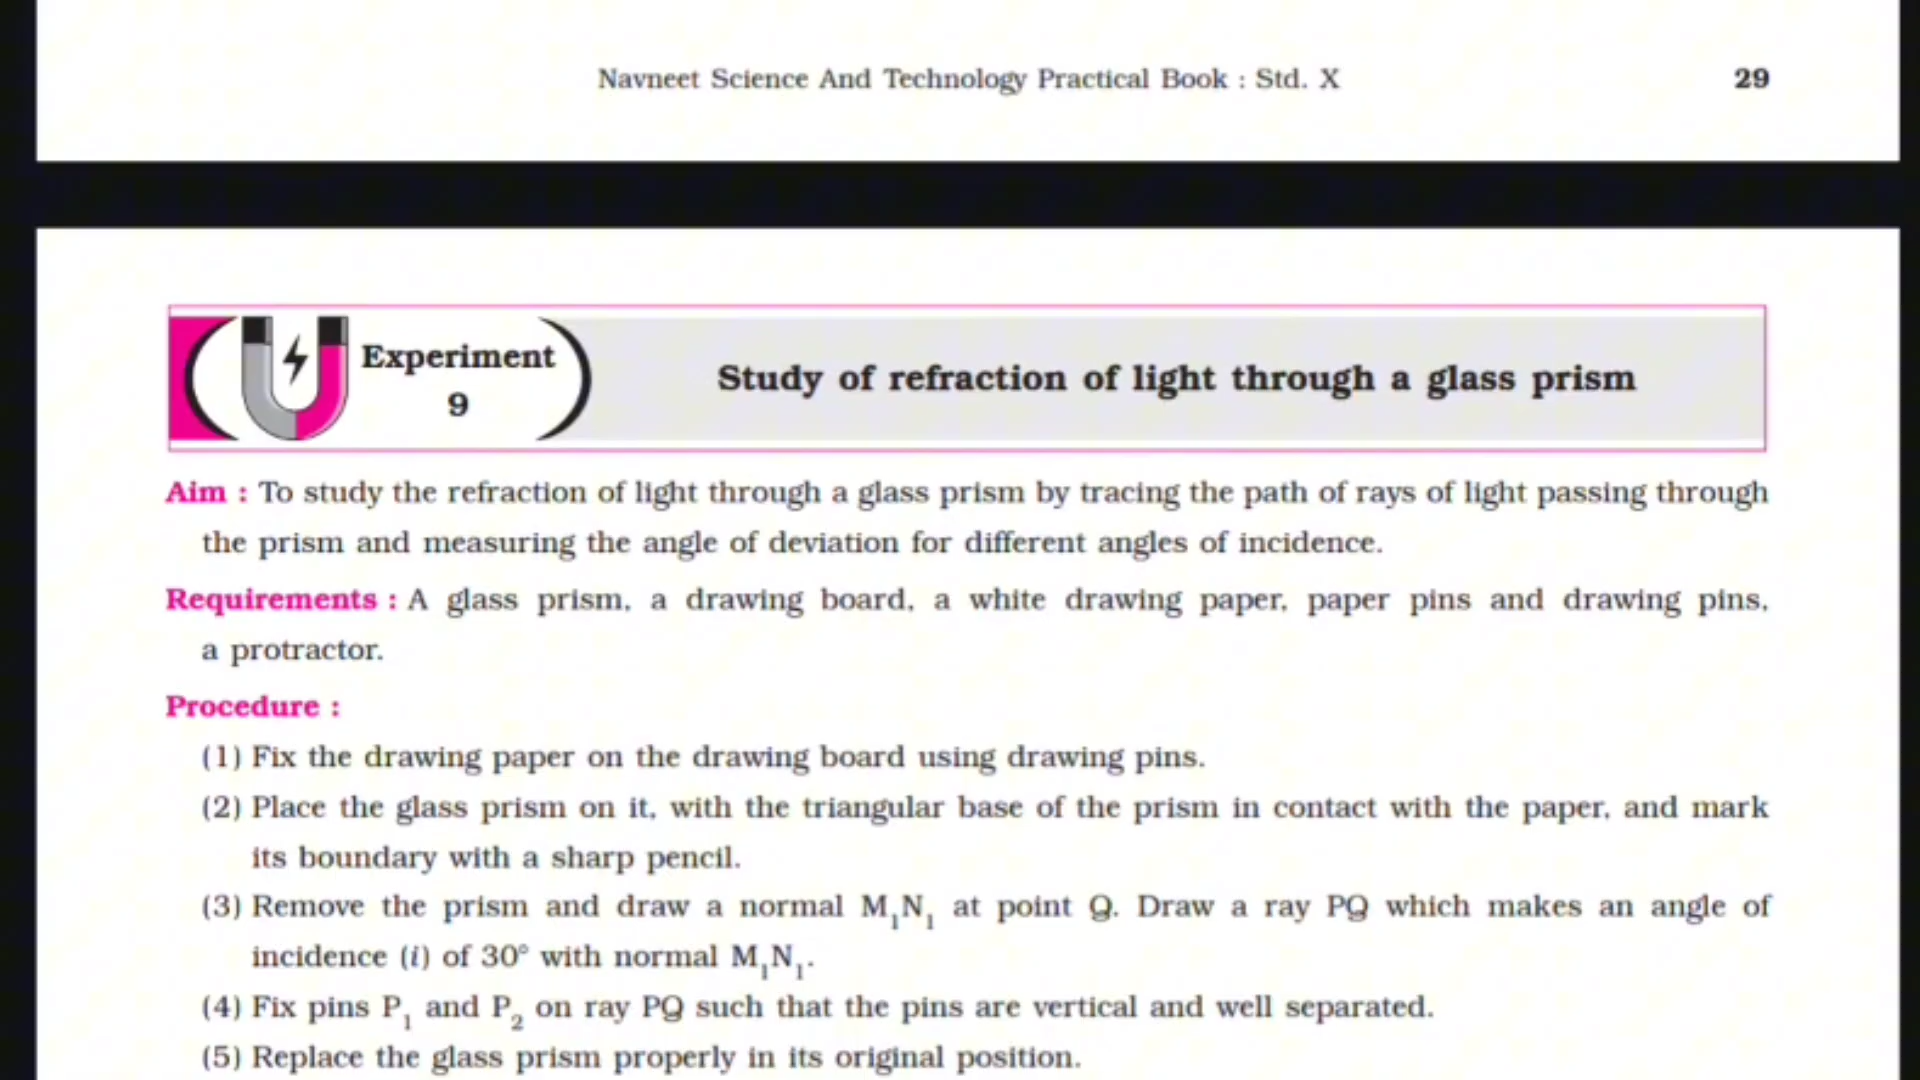 Navneet Science And Technology Practical Book : Std. X 29
Experiment
9
Study of refraction of light through a glass prism
Aim : To study the refraction of light through a glass prism by tracing the path of rays of light passing through
the prism and measuring the angle of deviation for different angles of incidence.
Requirements : A glass prism, a drawing board, a white drawing paper, paper pins and drawing pins,
a protractor.
Procedure :
(1) Fix the drawing paper on the drawing board using drawing pins.
(2) Place the glass prism on it, with the triangular base of the prism in contact with the paper, and mark
its boundary with a sharp pencil.
(3) Remove the prism and draw a normal M₁N₁ at point Q. Draw a ray PQ which makes an angle of
incidence (i) of 30° with normal M₁N₁.
(4) Fix pins P₁ and P₂ on ray PQ such that the pins are vertical and well separated.
(5) Replace the glass prism properly in its original position.